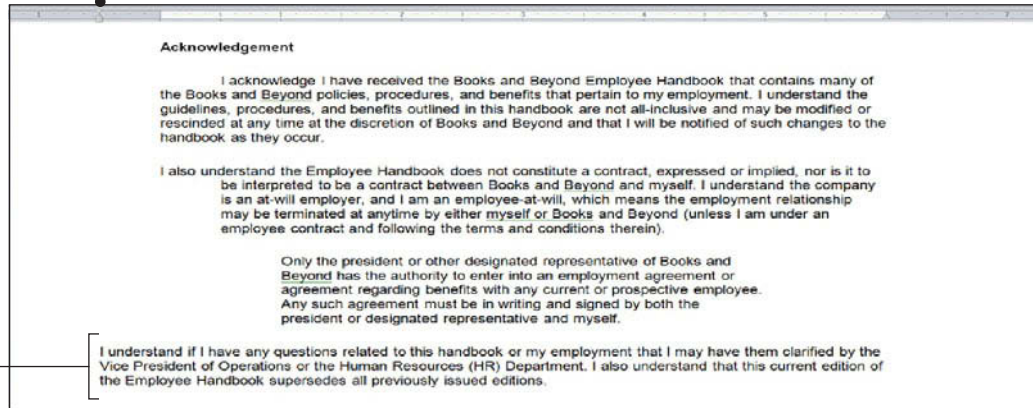 Acknowledgement
I acknowledge I have received the Books and Beyond Employee Handbook that contains many of
the Books and Beyond policies, procedures, and benefits that pertain to my employment. I understand the
guidelines, procedures, and benefits outlined in this handbook are not all-inclusive and may be modified or
rescinded at any time at the discretion of Books and Beyond and that I will be notified of such changes to the
handbook as they occur.
I also understand the Employee Handbook does not constitute a contract, expressed or implied, nor is it to
be interpreted to be a contract between Books and Beyond and myself. I understand the company
is an at-will employer, and I am an employee-at-will, which means the employment relationship
may be terminated at anytime by either myself or Books and Beyond (unless I am under an
employee contract and following the terms and conditions therein).
Only the president or other designated representative of Books and
Beyond has the authority to enter into an employment agreement or
agreement regarding benefits with any current or prospective employee.
Any such agreement must be in writing and signed by both the
president or designated representative and myself.
I understand if I have any questions related to this handbook or my employment that I may have them clarified by the
Vice President of Operations or the Human Resources (HR) Department. I also understand that this current edition of
the Employee Handbook supersedes all previously issued editions.